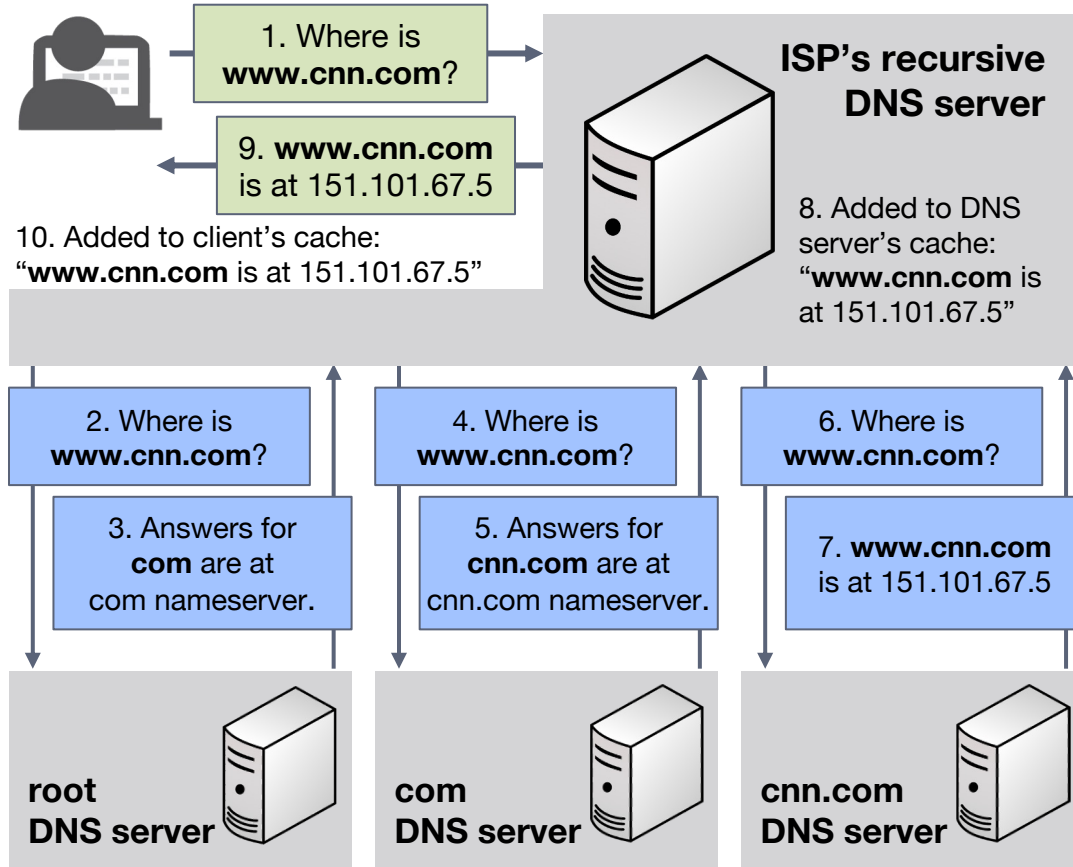 1. Where is
www.cnn.com?
ISP's recursive
DNS server
9. www.cnn.com
is at 151.101.67.5
8. Added to DNS
server's cache:
“www.cnn.com is
at 151.101.67.5”
10. Added to client's cache:
“www.cnn.com is at 151.101.67.5”
2. Where is
www.cnn.com?
3. Answers for
com are at
com nameserver.
4. Where is
www.cnn.com?
5. Answers for
cnn.com are at
cnn.com nameserver.
6. Where is
www.cnn.com?
7. www.cnn.com
is at 151.101.67.5
root
DNS server
com
DNS server
cnn.com
DNS server